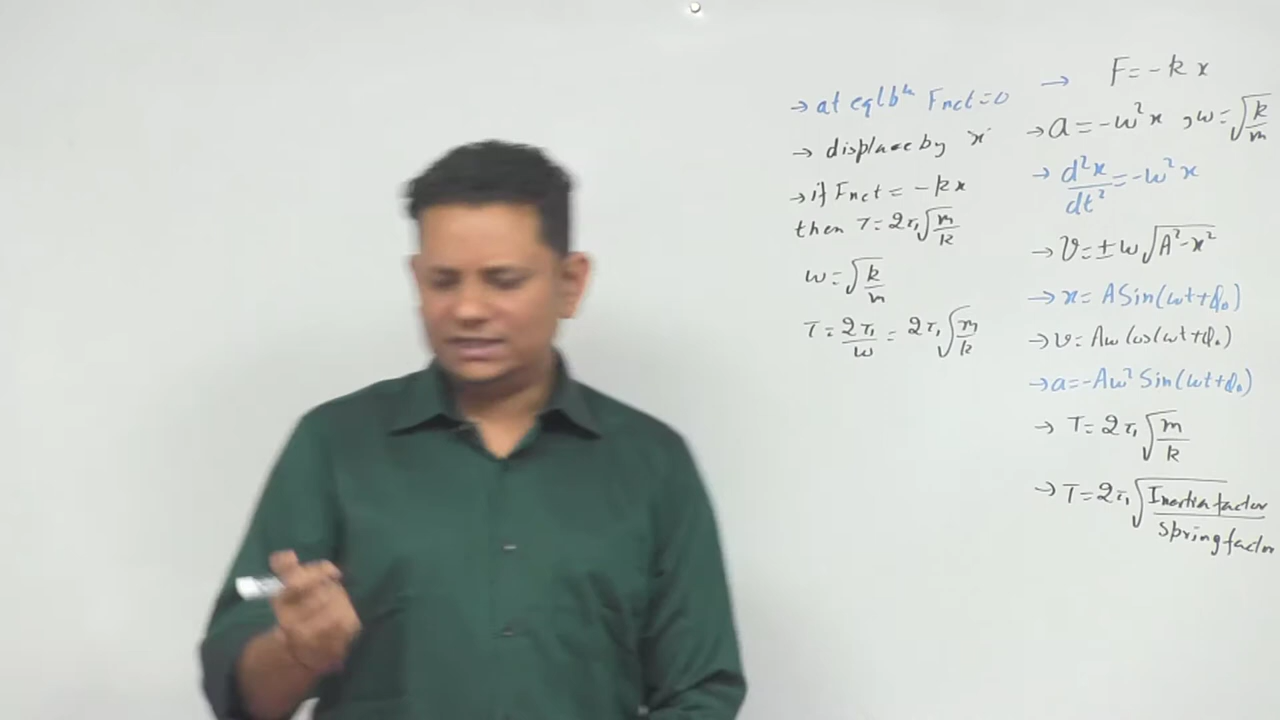 → at eqlbᵐ Fnet = 0
→ displace by x
→ if Fnet = -kx
then T = 2π√(m/k)
ω = √(k/m)
T = 2π/ω = 2π√(m/k)
→ F = -kx
→ a = -ω²x , ω = √(k/m)
→ d²x/dt² = -ω²x
→ v = ±ω√(A²-x²)
→ x = A Sin(ωt+φ₀)
→ v = Aω Cos(ωt+φ₀)
→ a = -Aω² Sin(ωt+φ₀)
→ T = 2π√(m/k)
→ T = 2π√(Inertia factor/Spring factor)